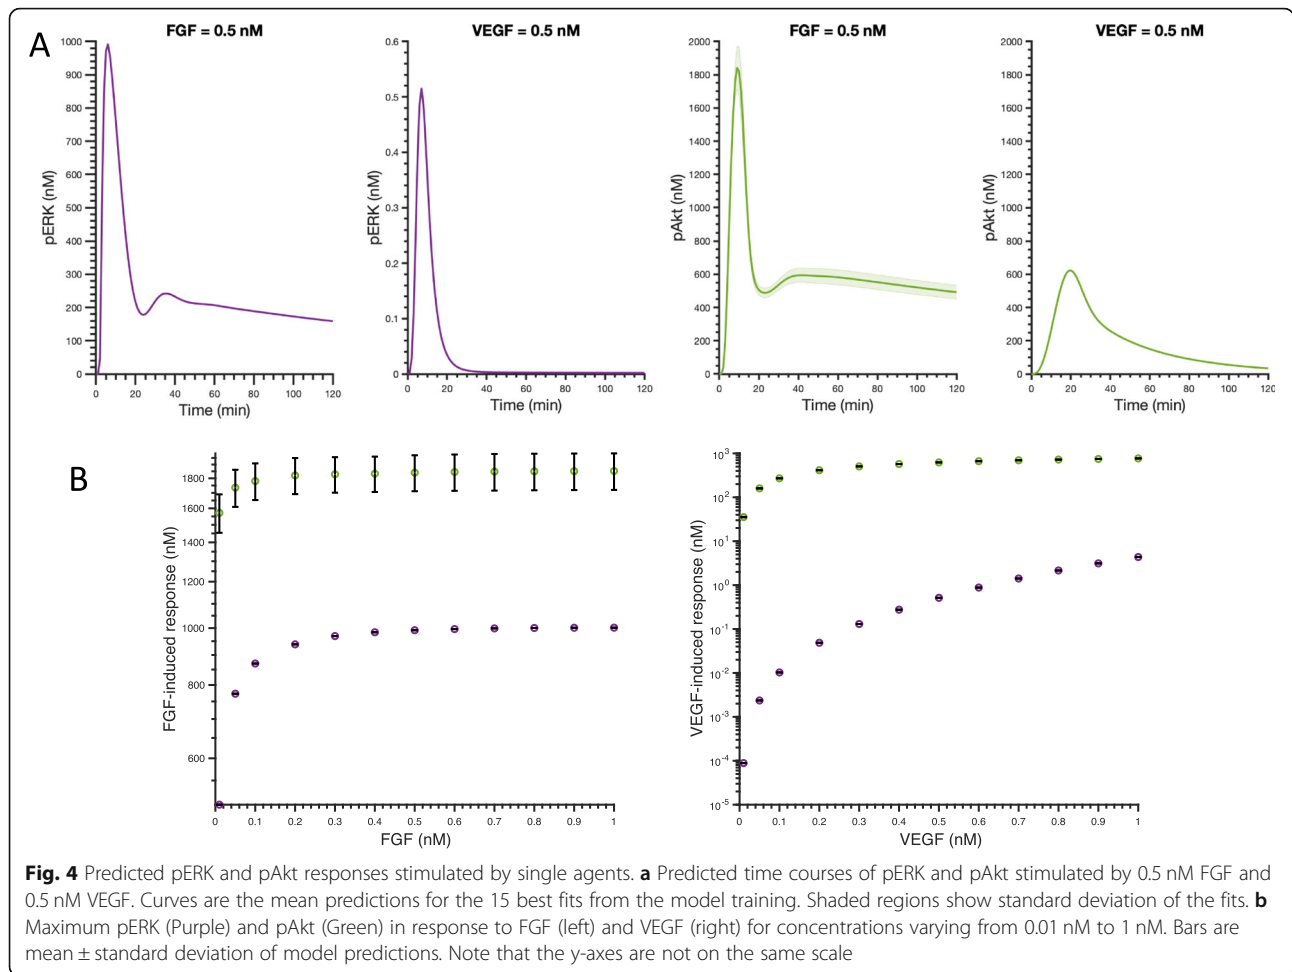 A
FGF = 0.5 nM
VEGF = 0.5 nM
FGF = 0.5 nM
VEGF = 0.5 nM
pERK (nM)
1000
900
800
700
600
500
400
300
200
100
0
0 20 40 60 80 100 120
Time (min)
pERK (nM)
0.6
0.5
0.4
0.3
0.2
0.1
0
0 20 40 60 80 100 120
Time (min)
pAkt (nM)
2000
1800
1600
1400
1200
1000
800
600
400
200
0
0 20 40 60 80 100 120
Time (min)
pAkt (nM)
2000
1800
1600
1400
1200
1000
800
600
400
200
0
0 20 40 60 80 100 120
Time (min)
B
FGF-induced response (nM)
1800
1600
1400
1200
1000
800
600
0 0.1 0.2 0.3 0.4 0.5 0.6 0.7 0.8 0.9 1
FGF (nM)
VEGF-induced response (nM)
10³
10²
10¹
10⁰
10⁻¹
10⁻²
10⁻³
10⁻⁴
10⁻⁵
0 0.1 0.2 0.3 0.4 0.5 0.6 0.7 0.8 0.9 1
VEGF (nM)
Fig. 4 Predicted pERK and pAkt responses stimulated by single agents. a Predicted time courses of pERK and pAkt stimulated by 0.5 nM FGF and
0.5 nM VEGF. Curves are the mean predictions for the 15 best fits from the model training. Shaded regions show standard deviation of the fits. b
Maximum pERK (Purple) and pAkt (Green) in response to FGF (left) and VEGF (right) for concentrations varying from 0.01 nM to 1 nM. Bars are
mean ± standard deviation of model predictions. Note that the y-axes are not on the same scale